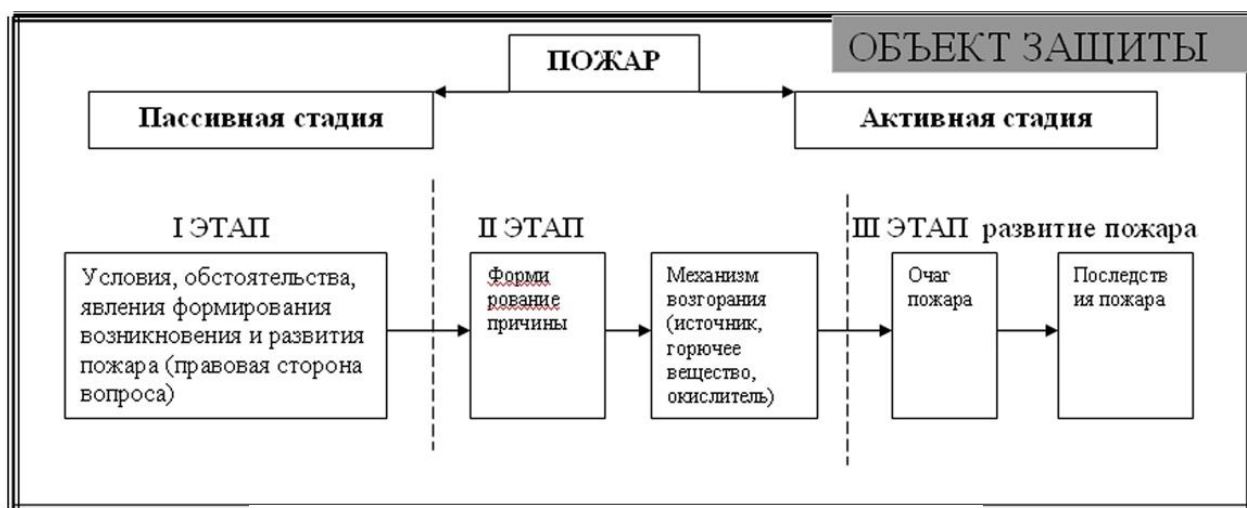 ОБЪЕКТ ЗАЩИТЫ
ПОЖАР
Пассивная стадия
Активная стадия
I ЭТАП
Условия, обстоятельства,
явления формирования
возникновения и развития
пожара (правовая сторона
вопроса)
II ЭТАП
Форми
рование
причины
Механизм
возгорания
(источник,
горючее
вещество,
окислитель)
III ЭТАП развитие пожара
Очаг
пожара
Последств
ия пожара